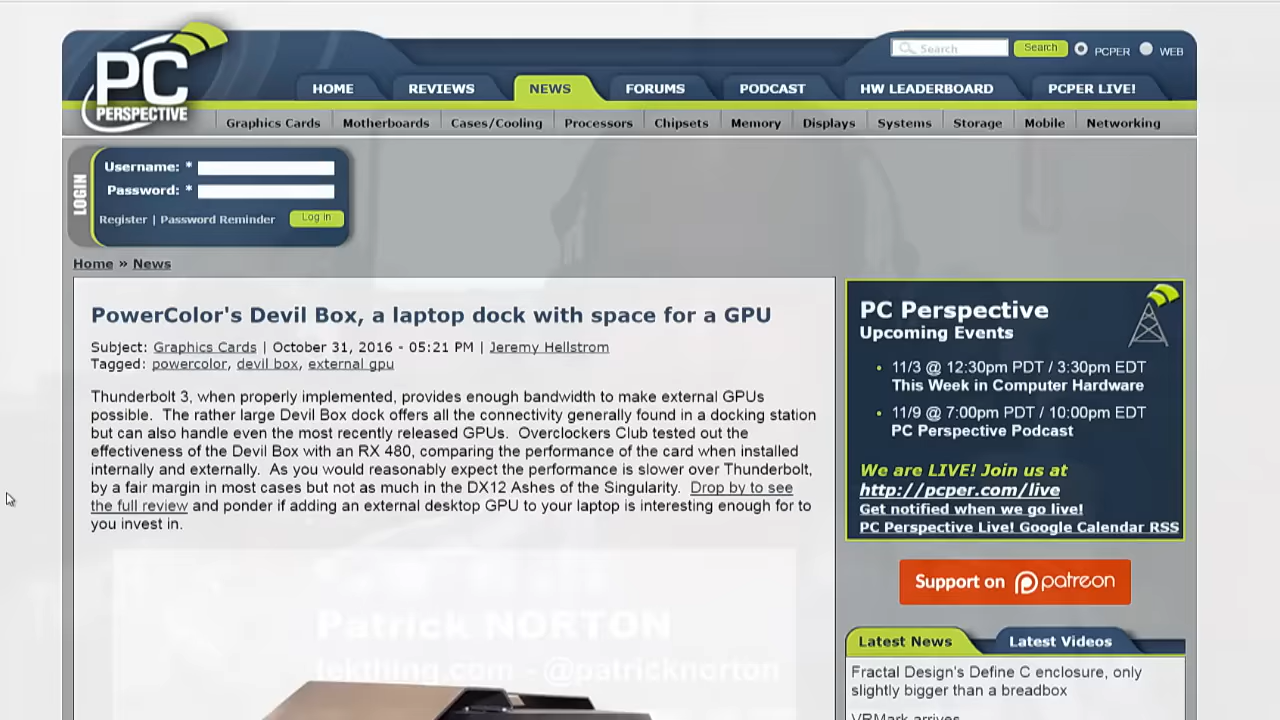 PC
PERSPECTIVE
Search Search PCPER WEB
HOME REVIEWS NEWS FORUMS PODCAST HW LEADERBOARD PCPER LIVE!
Graphics Cards Motherboards Cases/Cooling Processors Chipsets Memory Displays Systems Storage Mobile Networking
LOGIN
Username: *
Password: *
Register | Password Reminder Log in
Home » News
PowerColor's Devil Box, a laptop dock with space for a GPU
Subject: Graphics Cards | October 31, 2016 - 05:21 PM | Jeremy Hellstrom
Tagged: powercolor, devil box, external gpu
Thunderbolt 3, when properly implemented, provides enough bandwidth to make external GPUs
possible. The rather large Devil Box dock offers all the connectivity generally found in a docking station
but can also handle even the most recently released GPUs. Overclockers Club tested out the
effectiveness of the Devil Box with an RX 480, comparing the performance of the card when installed
internally and externally. As you would reasonably expect the performance is slower over Thunderbolt,
by a fair margin in most cases but not as much in the DX12 Ashes of the Singularity. Drop by to see
the full review and ponder if adding an external desktop GPU to your laptop is interesting enough for to
you invest in.
Patrick NORTON
tekthing.com - @patricknorton
PC Perspective
Upcoming Events
• 11/3 @ 12:30pm PDT / 3:30pm EDT
This Week in Computer Hardware
• 11/9 @ 7:00pm PDT / 10:00pm EDT
PC Perspective Podcast
We are LIVE! Join us at
http://pcper.com/live
Get notified when we go live!
PC Perspective Live! Google Calendar RSS
Support on patreon
Latest News Latest Videos
Fractal Design's Define C enclosure, only
slightly bigger than a breadbox
VRMark arrives